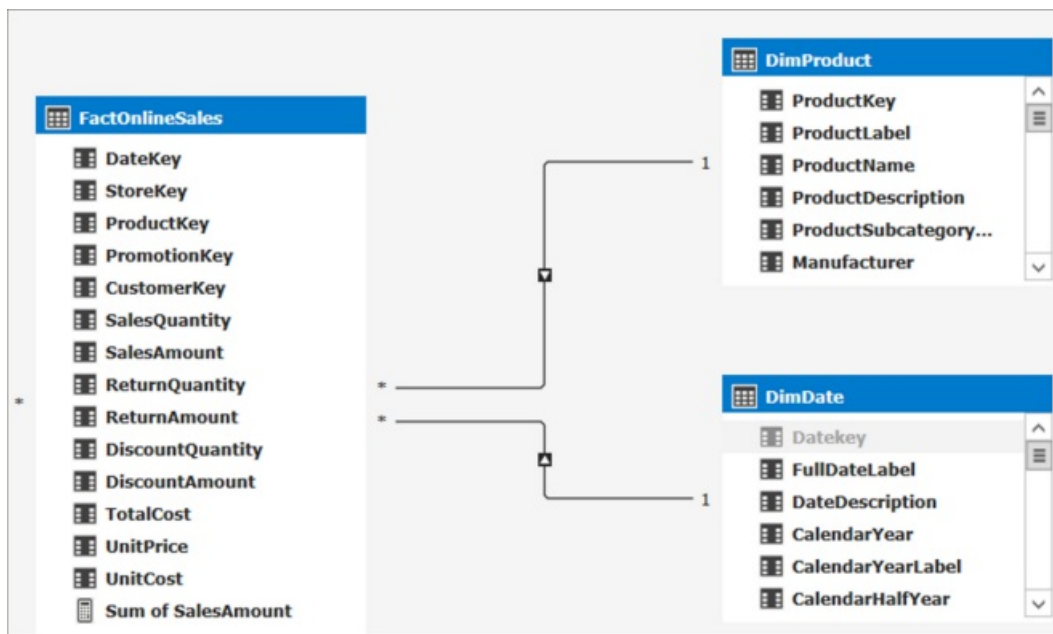 FactOnlineSales
DateKey
StoreKey
ProductKey
PromotionKey
CustomerKey
SalesQuantity
SalesAmount
ReturnQuantity
ReturnAmount
DiscountQuantity
DiscountAmount
TotalCost
UnitPrice
UnitCost
Sum of SalesAmount
*
*
*
1
1
DimProduct
ProductKey
ProductLabel
ProductName
ProductDescription
ProductSubcategory...
Manufacturer
DimDate
Datekey
FullDateLabel
DateDescription
CalendarYear
CalendarYearLabel
CalendarHalfYear